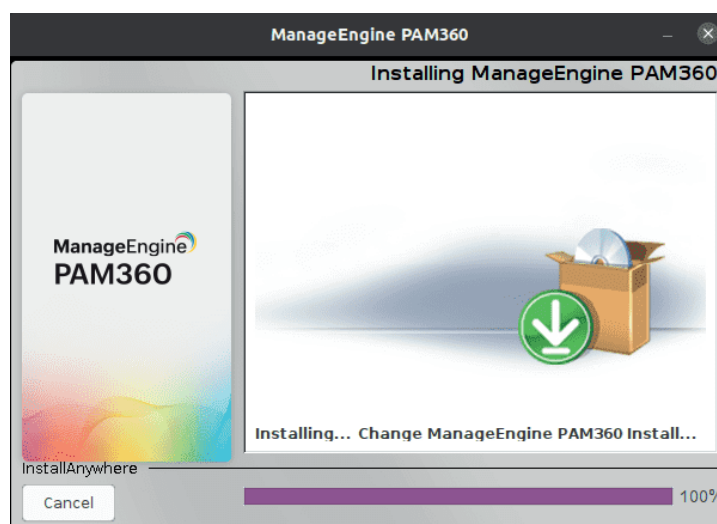 ManageEngine PAM360
Installing ManageEngine PAM360
ManageEngine
PAM360
Installing... Change ManageEngine PAM360 Install...
InstallAnywhere
Cancel
100%